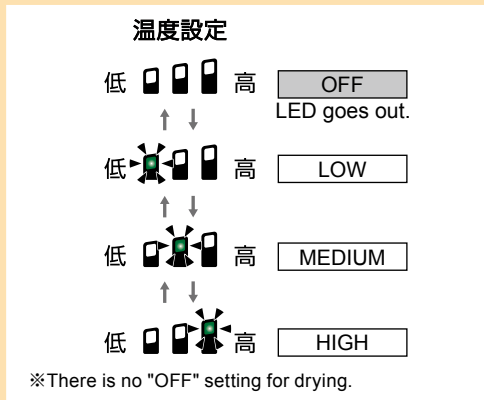 温度設定
低 高 OFF
LED goes out.
低 高 LOW
低 高 MEDIUM
低 高 HIGH
※There is no "OFF" setting for drying.